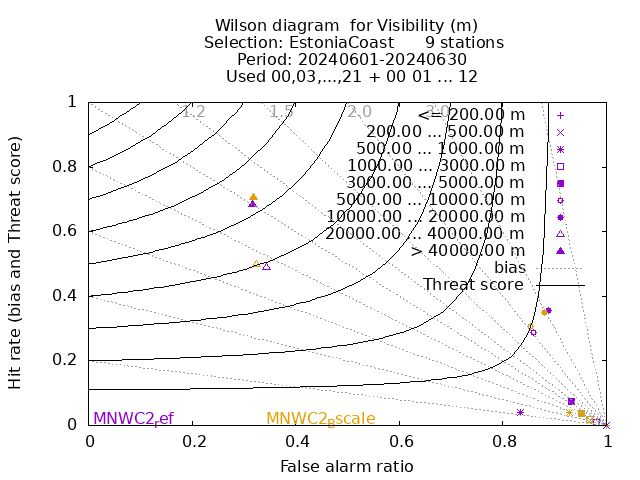 Wilson diagram  for Visibility (m)
Selection: EstoniaCoast      9 stations
Period: 20240601-20240630
Used 00,03,...,21 + 00 01 ... 12
Hit rate (bias and Threat score)
1
0.8
0.6
0.4
0.2
0
1.2
1.5
2.0
3.0
<= 200.00 m
200.00 ... 500.00 m
500.00 ... 1000.00 m
1000.00 ... 3000.00 m
3000.00 ... 5000.00 m
5000.00 ... 10000.00 m
10000.00 ... 20000.00 m
20000.00 ... 40000.00 m
> 40000.00 m
bias
Threat score
MNWC2ref
MNWC2Bscale
0
0.2
0.4
0.6
0.8
1
False alarm ratio